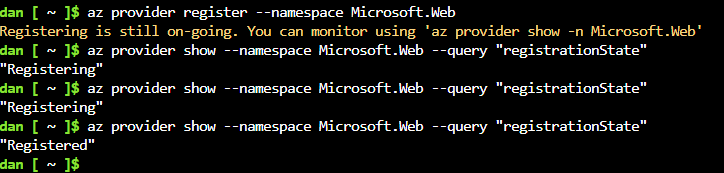 dan [ ~ ]$ az provider register --namespace Microsoft.Web
Registering is still on-going. You can monitor using 'az provider show -n Microsoft.Web'
dan [ ~ ]$ az provider show --namespace Microsoft.Web --query "registrationState"
"Registering"
dan [ ~ ]$ az provider show --namespace Microsoft.Web --query "registrationState"
"Registering"
dan [ ~ ]$ az provider show --namespace Microsoft.Web --query "registrationState"
"Registered"
dan [ ~ ]$